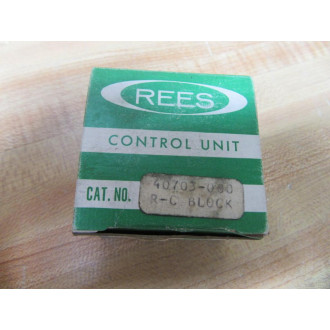 REES
CONTROL UNIT
CAT. NO.
40703-000
R-C BLOCK